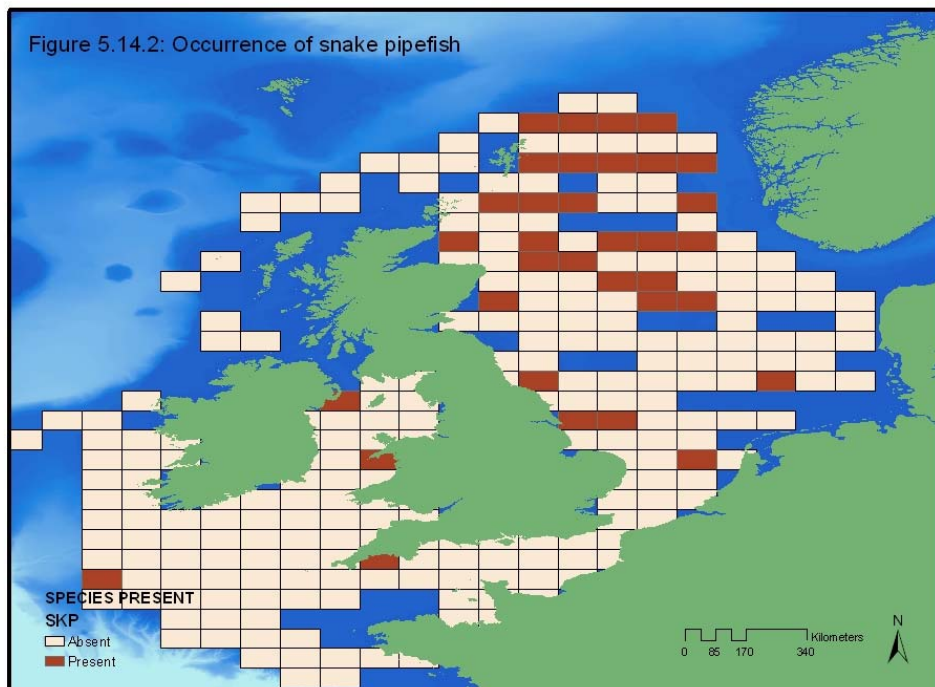 Figure 5.14.2: Occurrence of snake pipefish
SPECIES PRESENT
SKP
Absent
Present
N
Kilometers
0 85 170 340